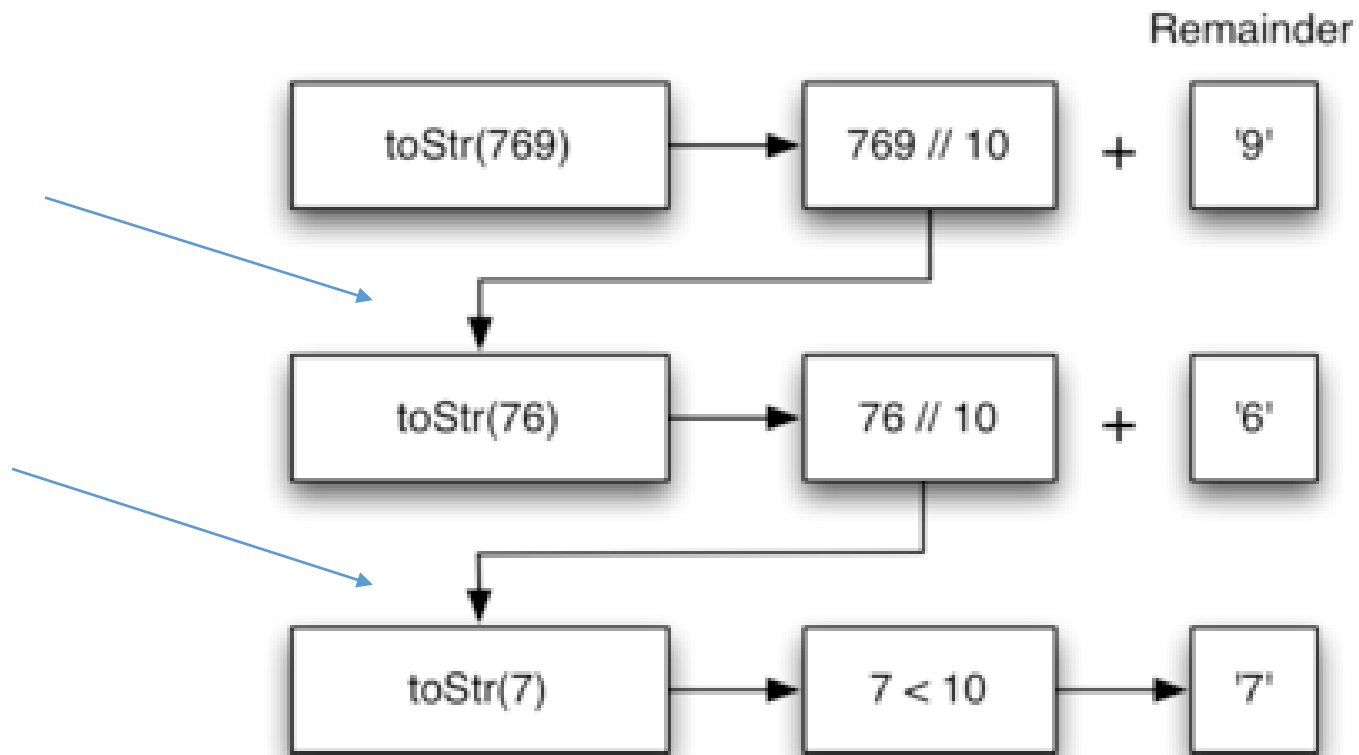 Remainder
toStr(769) 769 // 10 + '9'
toStr(76) 76 // 10 + '6'
toStr(7) 7 < 10 '7'